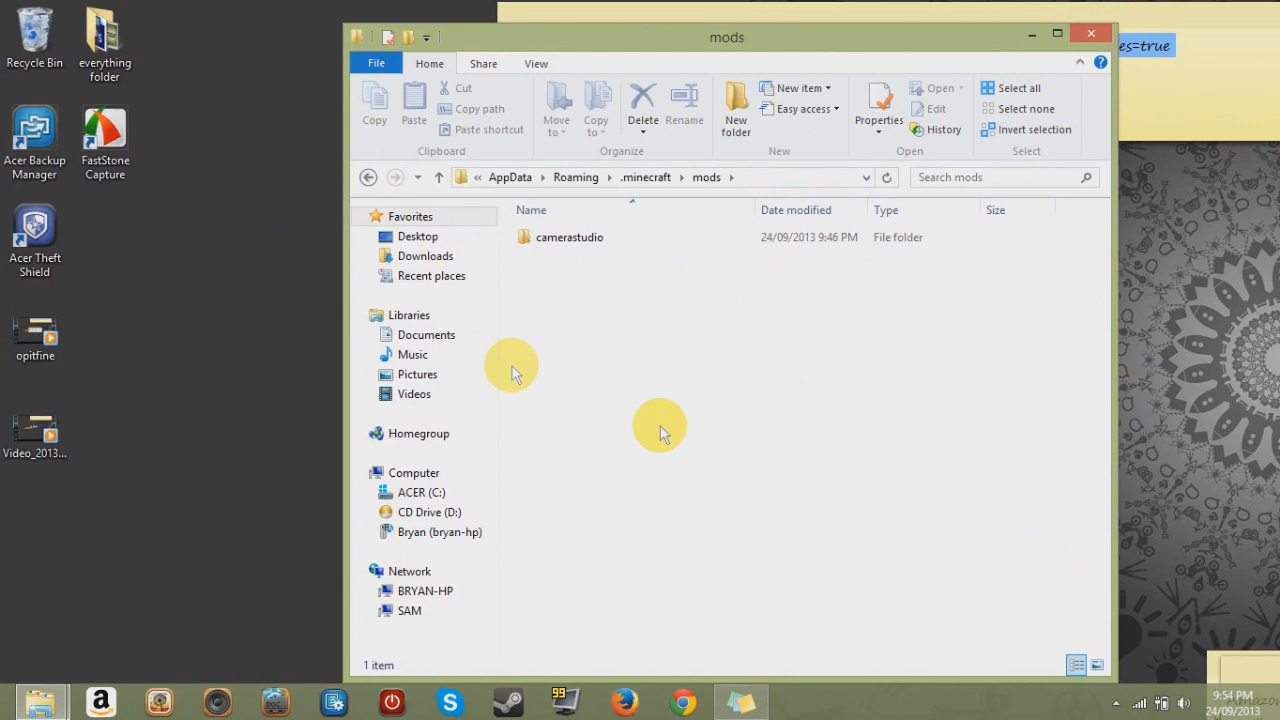 Recycle Bin
everything
folder
Acer Backup
Manager
FastStone
Capture
Acer Theft
Shield
opitfine
Video_2013...
mods
es=true
File
Home
Share
View
Copy
Paste
Cut
Copy path
Paste shortcut
Clipboard
Move
to
Copy
to
Delete
Rename
Organize
New
folder
New item
Easy access
New
Properties
Open
Edit
History
Open
Select all
Select none
Invert selection
Select
« AppData
Roaming
.minecraft
mods
Search mods
Name
Date modified
Type
Size
camerastudio
24/09/2013 9:46 PM
File folder
Favorites
Desktop
Downloads
Recent places
Libraries
Documents
Music
Pictures
Videos
Homegroup
Computer
ACER (C:)
CD Drive (D:)
Bryan (bryan-hp)
Network
BRYAN-HP
SAM
1 item
DOC
99
9:54 PM
24/09/2013